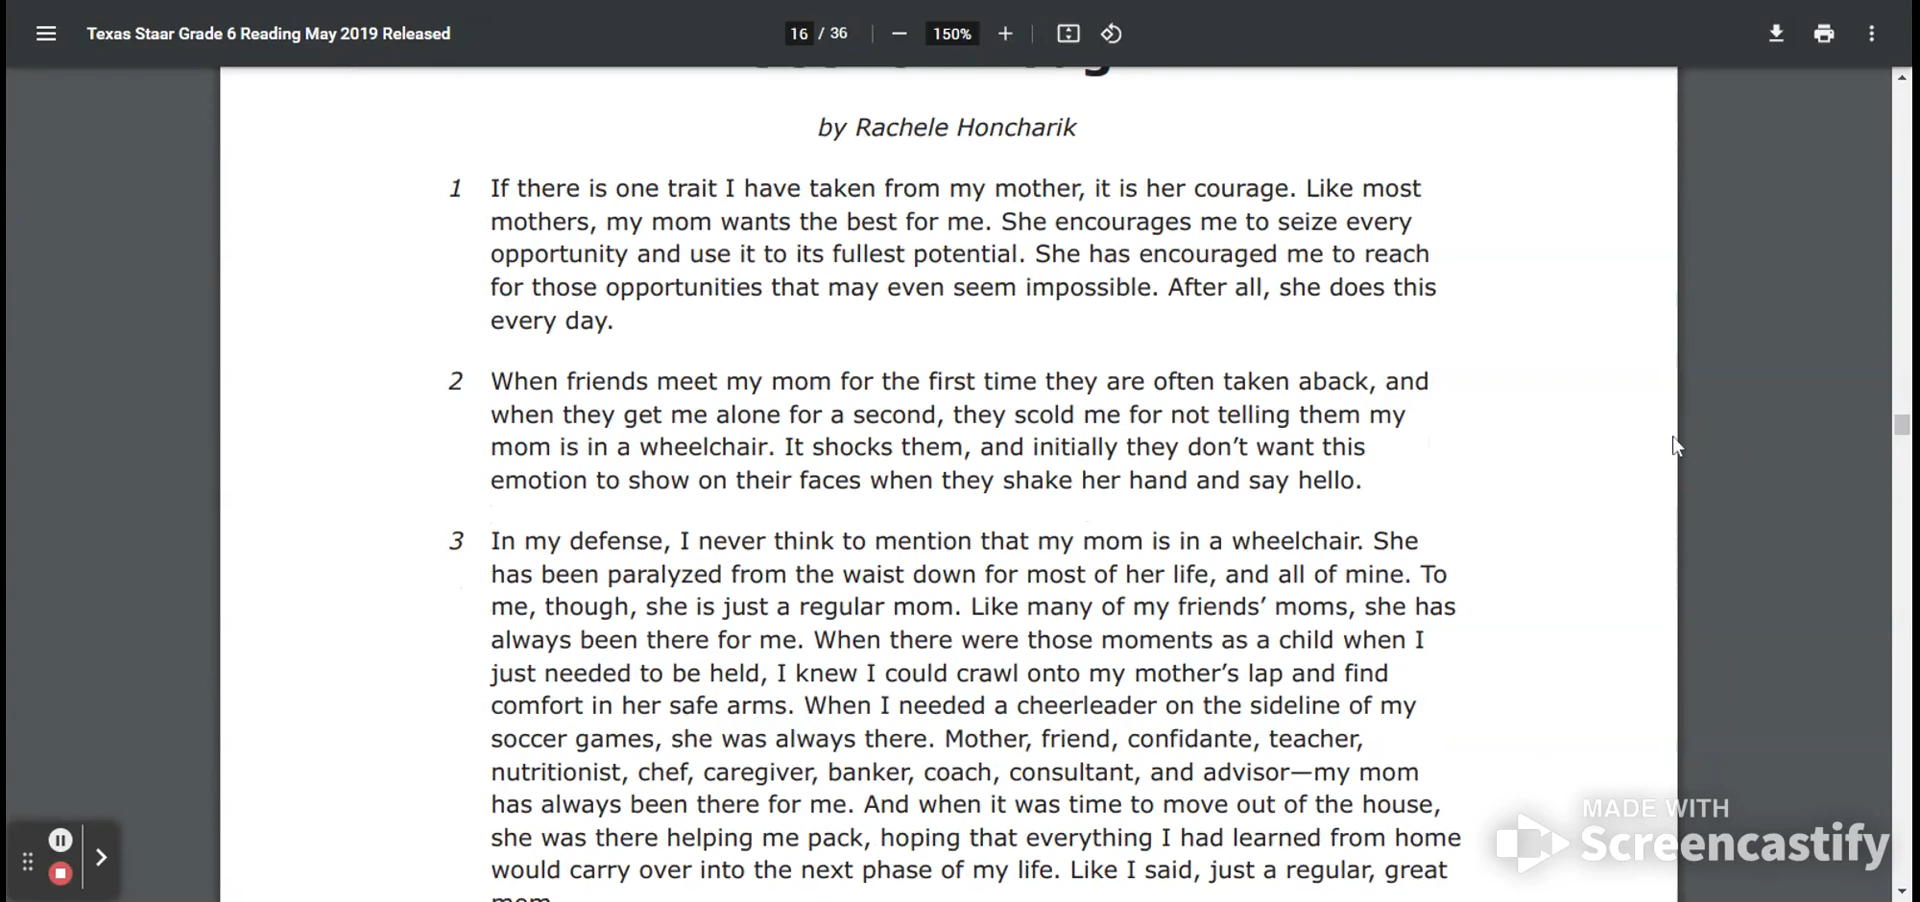 Texas Staar Grade 6 Reading May 2019 Released
16 / 36
150%
by Rachele Honcharik
1 If there is one trait I have taken from my mother, it is her courage. Like most
mothers, my mom wants the best for me. She encourages me to seize every
opportunity and use it to its fullest potential. She has encouraged me to reach
for those opportunities that may even seem impossible. After all, she does this
every day.
2 When friends meet my mom for the first time they are often taken aback, and
when they get me alone for a second, they scold me for not telling them my
mom is in a wheelchair. It shocks them, and initially they don’t want this
emotion to show on their faces when they shake her hand and say hello.
3 In my defense, I never think to mention that my mom is in a wheelchair. She
has been paralyzed from the waist down for most of her life, and all of mine. To
me, though, she is just a regular mom. Like many of my friends’ moms, she has
always been there for me. When there were those moments as a child when I
just needed to be held, I knew I could crawl onto my mother’s lap and find
comfort in her safe arms. When I needed a cheerleader on the sideline of my
soccer games, she was always there. Mother, friend, confidante, teacher,
nutritionist, chef, caregiver, banker, coach, consultant, and advisor—my mom
has always been there for me. And when it was time to move out of the house,
she was there helping me pack, hoping that everything I had learned from home
would carry over into the next phase of my life. Like I said, just a regular, great
mom.
MADE WITH
Screencastify